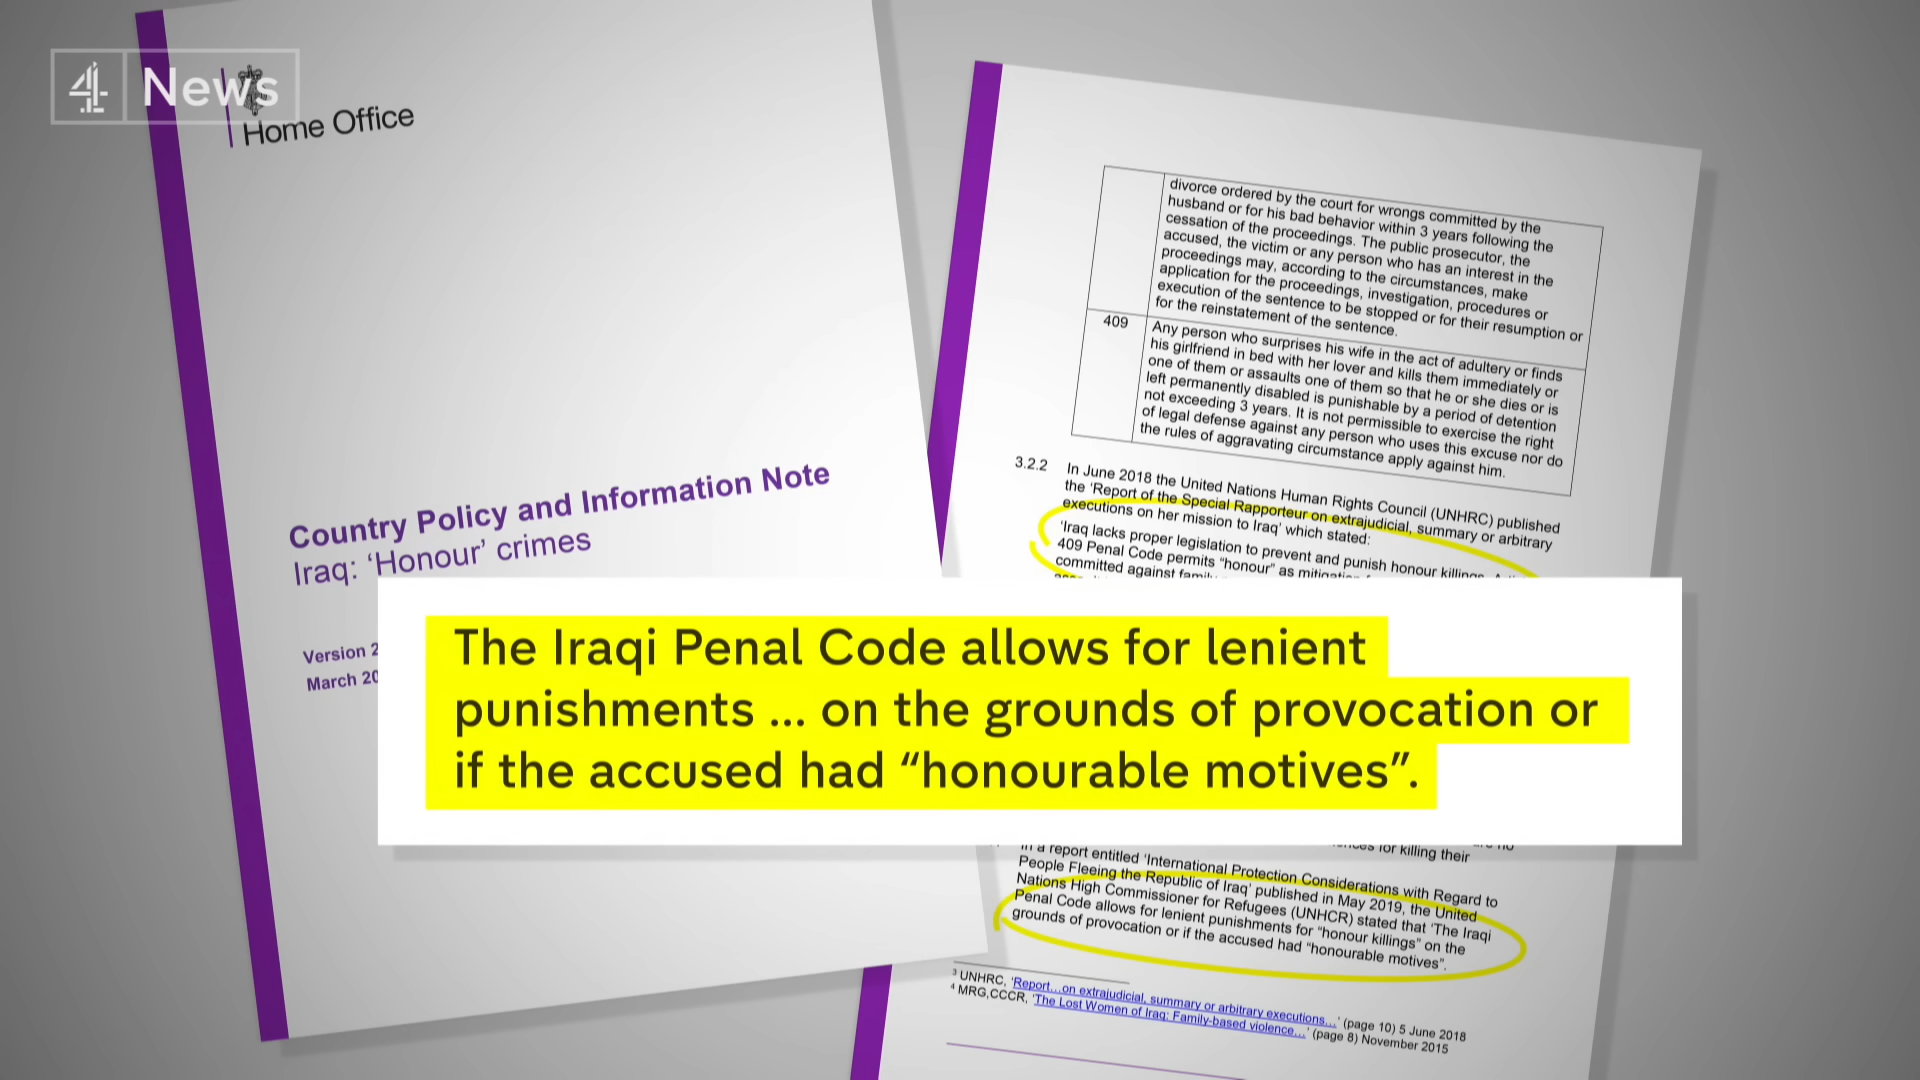 4 News
Home Office
Country Policy and Information Note
Iraq: ‘Honour’ crimes
Version 2
March 20
divorce ordered by the court for wrongs committed by the
husband or for his bad behavior within 3 years following the
cessation of the proceedings. The public prosecutor, the
accused, the victim or any person who has an interest in the
proceedings may, according to the circumstances, make
application for the proceedings, investigation, procedures or
execution of the sentence to be stopped or for their resumption or
for the reinstatement of the sentence.
409 Any person who surprises his wife in the act of adultery or finds
his girlfriend in bed with her lover and kills them immediately or
one of them or assaults one of them so that he or she dies or is
left permanently disabled is punishable by a period of detention
not exceeding 3 years. It is not permissible to exercise the right
of legal defense against any person who uses this excuse nor do
the rules of aggravating circumstance apply against him.
3.2.2 In June 2018 the United Nations Human Rights Council (UNHRC) published
the ‘Report of the Special Rapporteur on extrajudicial, summary or arbitrary
executions on her mission to Iraq’ which stated:
‘Iraq lacks proper legislation to prevent and punish honour killings.
409 Penal Code permits “honour” as
committed against
The Iraqi Penal Code allows for lenient
punishments ... on the grounds of provocation or
if the accused had “honourable motives”.
for killing their
In a report entitled ‘International Protection Considerations with Regard to
People Fleeing the Republic of Iraq’ published in May 2019, the United
Nations High Commissioner for Refugees (UNHCR) stated that ‘The Iraqi
Penal Code allows for lenient punishments for “honour killings” on the
grounds of provocation or if the accused had “honourable motives”.
3 UNHRC, ‘Report...on extrajudicial, summary or arbitrary executions...’ (page 10) 5 June 2018
4 MRG,CCCR, ‘The Lost Women of Iraq: Family-based violence...’ (page 8) November 2015